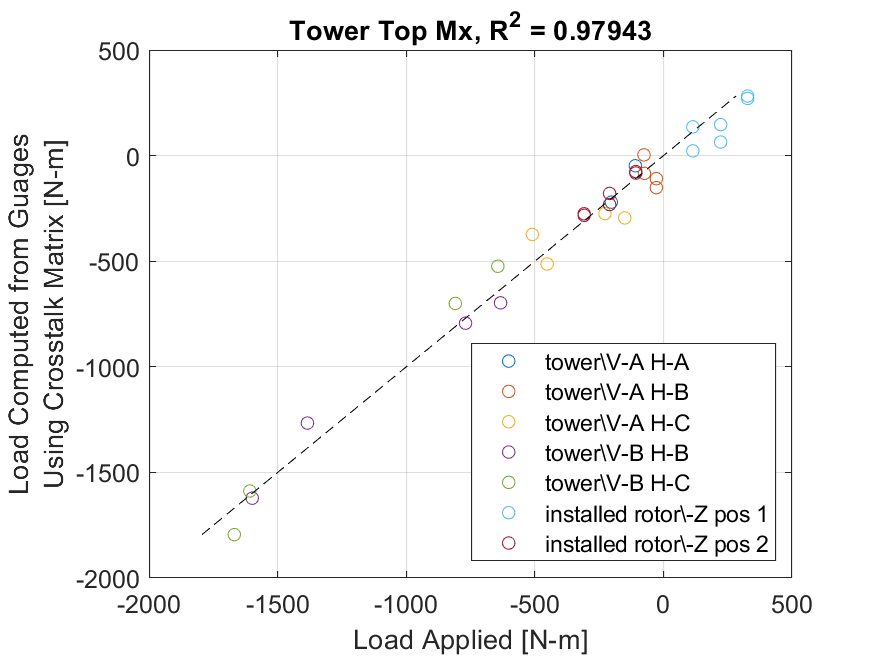 Tower Top Mx, R² = 0.97943
Load Computed from Guages
Using Crosstalk Matrix [N-m]
500
0
-500
-1000
-1500
-2000
tower\V-A H-A
tower\V-A H-B
tower\V-A H-C
tower\V-B H-B
tower\V-B H-C
installed rotor\-Z pos 1
installed rotor\-Z pos 2
-2000 -1500 -1000 -500 0 500
Load Applied [N-m]